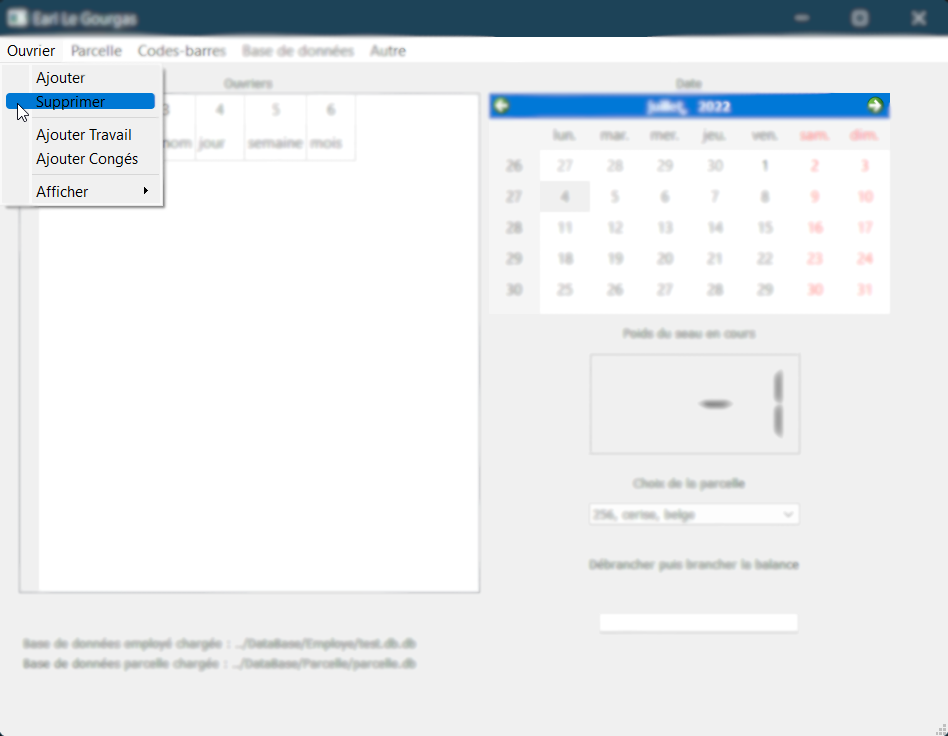 Earl Le Gourgas
Ouvrier Parcelle Codes-barres Base de données Autre
Ajouter
Supprimer
Ajouter Travail
Ajouter Congés
Afficher
Ouvriers
3 4 5 6
nom jour semaine mois
Date
juillet, 2022
lun. mar. mer. jeu. ven. sam. dim.
26 27 28 29 30 1 2 3
27 4 5 6 7 8 9 10
28 11 12 13 14 15 16 17
29 18 19 20 21 22 23 24
30 25 26 27 28 29 30 31
Poids du seau en cours
-1
Choix de la parcelle
256, cerise, belge
Débrancher puis brancher la balance
Base de données employé chargée : ../DataBase/Employe/test.db.db
Base de données parcelle chargée : ../DataBase/Parcelle/parcelle.db